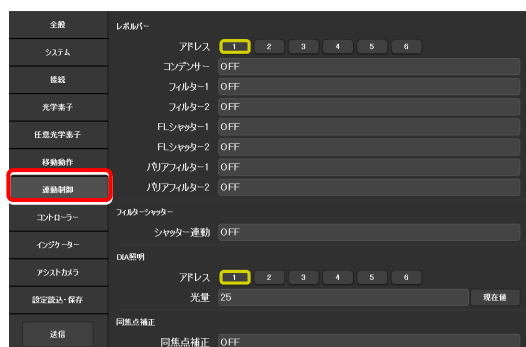 全般
システム
接続
光学素子
任意光学素子
移動動作
連動制御
コントローラー
インジケーター
アシストカメラ
設定読込・保存
送信
レボルバー
アドレス 1 2 3 4 5 6
コンデンサー OFF
フィルター1 OFF
フィルター2 OFF
FLシャッター1 OFF
FLシャッター2 OFF
バリアフィルター1 OFF
バリアフィルター2 OFF
フィルターシャッター
シャッター連動 OFF
DIA照明
アドレス 1 2 3 4 5 6
光量 25 現在値
同焦点補正
同焦点補正 OFF